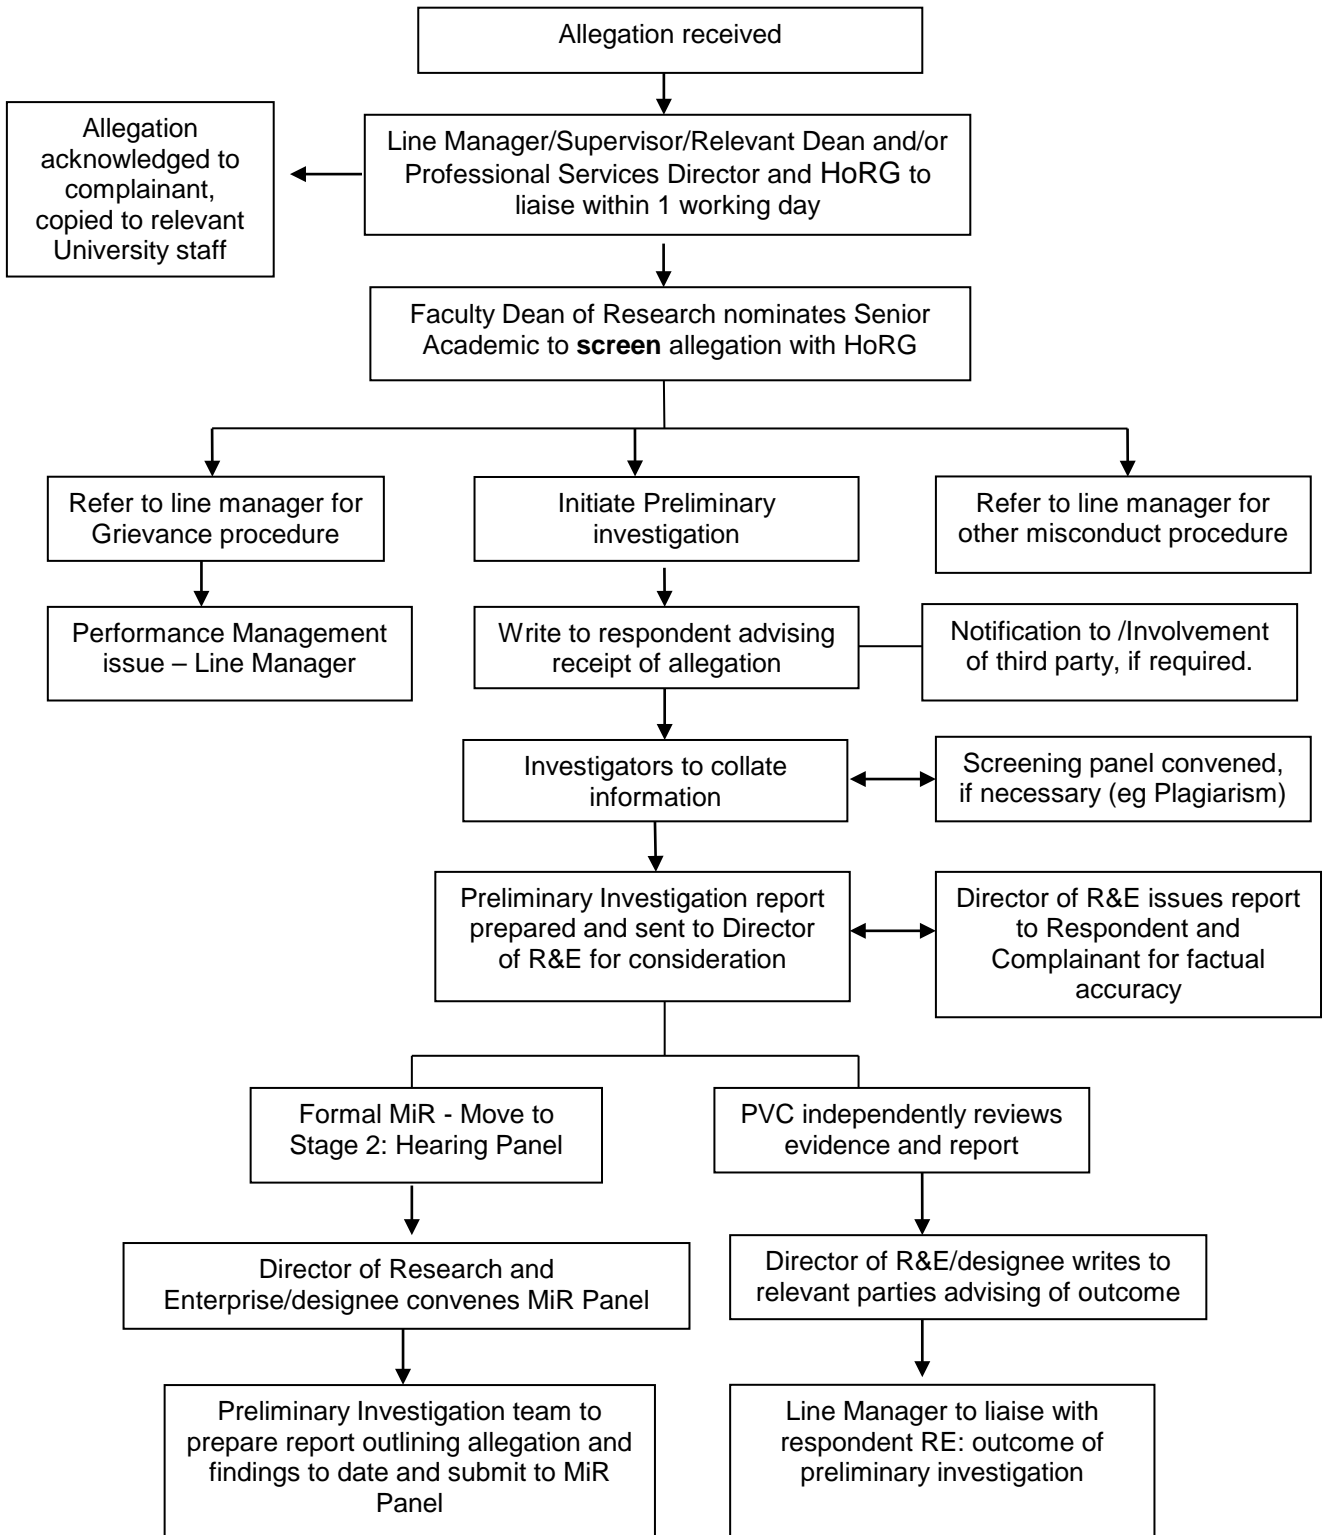 Allegation received
Allegation
acknowledged to
complainant,
copied to relevant
University staff
Line Manager/Supervisor/Relevant Dean and/or
Professional Services Director and HoRG to
liaise within 1 working day
Faculty Dean of Research nominates Senior
Academic to screen allegation with HoRG
Refer to line manager for
Grievance procedure
Initiate Preliminary
investigation
Refer to line manager for
other misconduct procedure
Performance Management
issue – Line Manager
Write to respondent advising
receipt of allegation
Notification to /Involvement
of third party, if required.
Investigators to collate
information
Screening panel convened,
if necessary (eg Plagiarism)
Preliminary Investigation report
prepared and sent to Director
of R&E for consideration
Director of R&E issues report
to Respondent and
Complainant for factual
accuracy
Formal MiR - Move to
Stage 2: Hearing Panel
PVC independently reviews
evidence and report
Director of Research and
Enterprise/designee convenes MiR Panel
Director of R&E/designee writes to
relevant parties advising of outcome
Preliminary Investigation team to
prepare report outlining allegation and
findings to date and submit to MiR
Panel
Line Manager to liaise with
respondent RE: outcome of
preliminary investigation